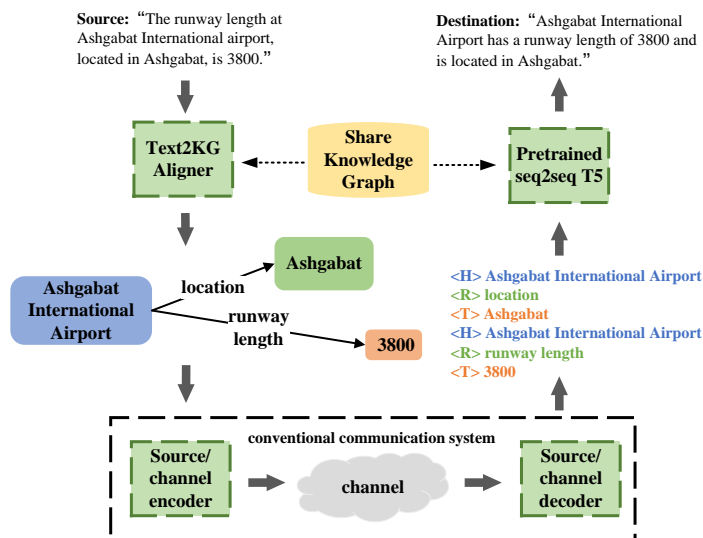 Source: “The runway length at
Ashgabat International airport,
located in Ashgabat, is 3800.”
Destination: “Ashgabat International
Airport has a runway length of 3800 and
is located in Ashgabat.”
Text2KG
Aligner
Share
Knowledge
Graph
Pretrained
seq2seq T5
Ashgabat
International
Airport
location
Ashgabat
runway
length
3800
<H> Ashgabat International Airport
<R> location
<T> Ashgabat
<H> Ashgabat International Airport
<R> runway length
<T> 3800
conventional communication system
Source/
channel
encoder
channel
Source/
channel
decoder